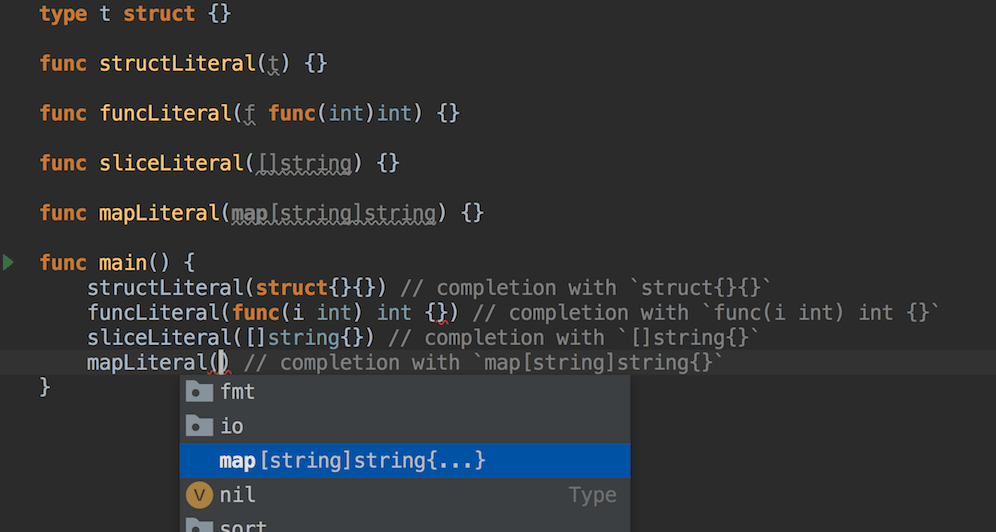 type t struct {}
func structLiteral(t) {}
func funcLiteral(f func(int)int) {}
func sliceLiteral([]string) {}
func mapLiteral(map[string]string) {}
func main() {
structLiteral(struct{}{}) // completion with `struct{}{}`
funcLiteral(func(i int) int {}) // completion with `func(i int) int {}`
sliceLiteral([]string{}) // completion with `[]string{}`
mapLiteral() // completion with `map[string]string{}`
}
fmt
io
map[string]string{...}
V nil Type
sort